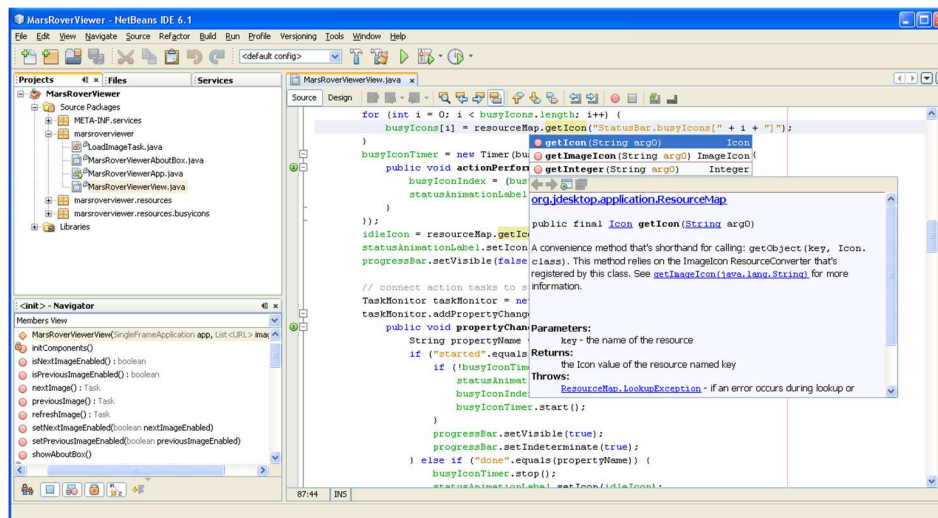 MarsRoverViewer - NetBeans IDE 6.1
File Edit View Navigate Source Refactor Build Run Profile Versioning Tools Window Help
<default config>
Projects
Files
Services
MarsRoverViewer
Source Packages
META-INF.services
marsroverviewer
LoadImageTask.java
MarsRoverViewerAboutBox.java
MarsRoverViewerApp.java
MarsRoverViewerView.java
marsroverviewer.resources
marsroverviewer.resources.busyicons
Libraries
<init> - Navigator
Members View
MarsRoverViewerView(SingleFrameApplication app, List<URL> imag
initComponents()
isNextImageEnabled() : boolean
isPreviousImageEnabled() : boolean
nextImage() : Task
previousImage() : Task
refreshImage() : Task
setNextImageEnabled(boolean nextImageEnabled)
setPreviousImageEnabled(boolean previousImageEnabled)
showAboutBox()
MarsRoverViewerView.java
Source Design
for (int i = 0; i < busyIcons.length; i++) {
busyIcons[i] = resourceMap.getIcon("StatusBar.busyIcons[" + i + "]");
}
busyIconTimer = new Timer(bu
{
public void actionPerfor
busyIconIndex = (bus
statusAnimationLabel
}
});
idleIcon = resourceMap.getIc
statusAnimationLabel.setIcon
progressBar.setVisible(false
// connect action tasks to s
TaskMonitor taskMonitor = ne
taskMonitor.addPropertyChang
public void propertyChan
String propertyName
if ("started".equals
if (!busyIconTim
statusAnimat
busyIconInde
busyIconTimer.start();
}
progressBar.setVisible(true);
progressBar.setIndeterminate(true);
} else if ("done".equals(propertyName)) {
busyIconTimer.stop();
statusAnimationLabel.setIcon(idleIcon);
getIcon(String arg0) Icon
getImageIcon(String arg0) ImageIcon
getInteger(String arg0) Integer
org.jdesktop.application.ResourceMap
public final Icon getIcon(String arg0)
A convenience method that's shorthand for calling: getObject(key, Icon.
class). This method relies on the ImageIcon ResourceConverter that's
registered by this class. See getImageIcon(java.lang.String) for more
information.
Parameters:
key - the name of the resource
Returns:
the Icon value of the resource named key
Throws:
ResourceMap.LookupException - if an error occurs during lookup or
87:44 INS